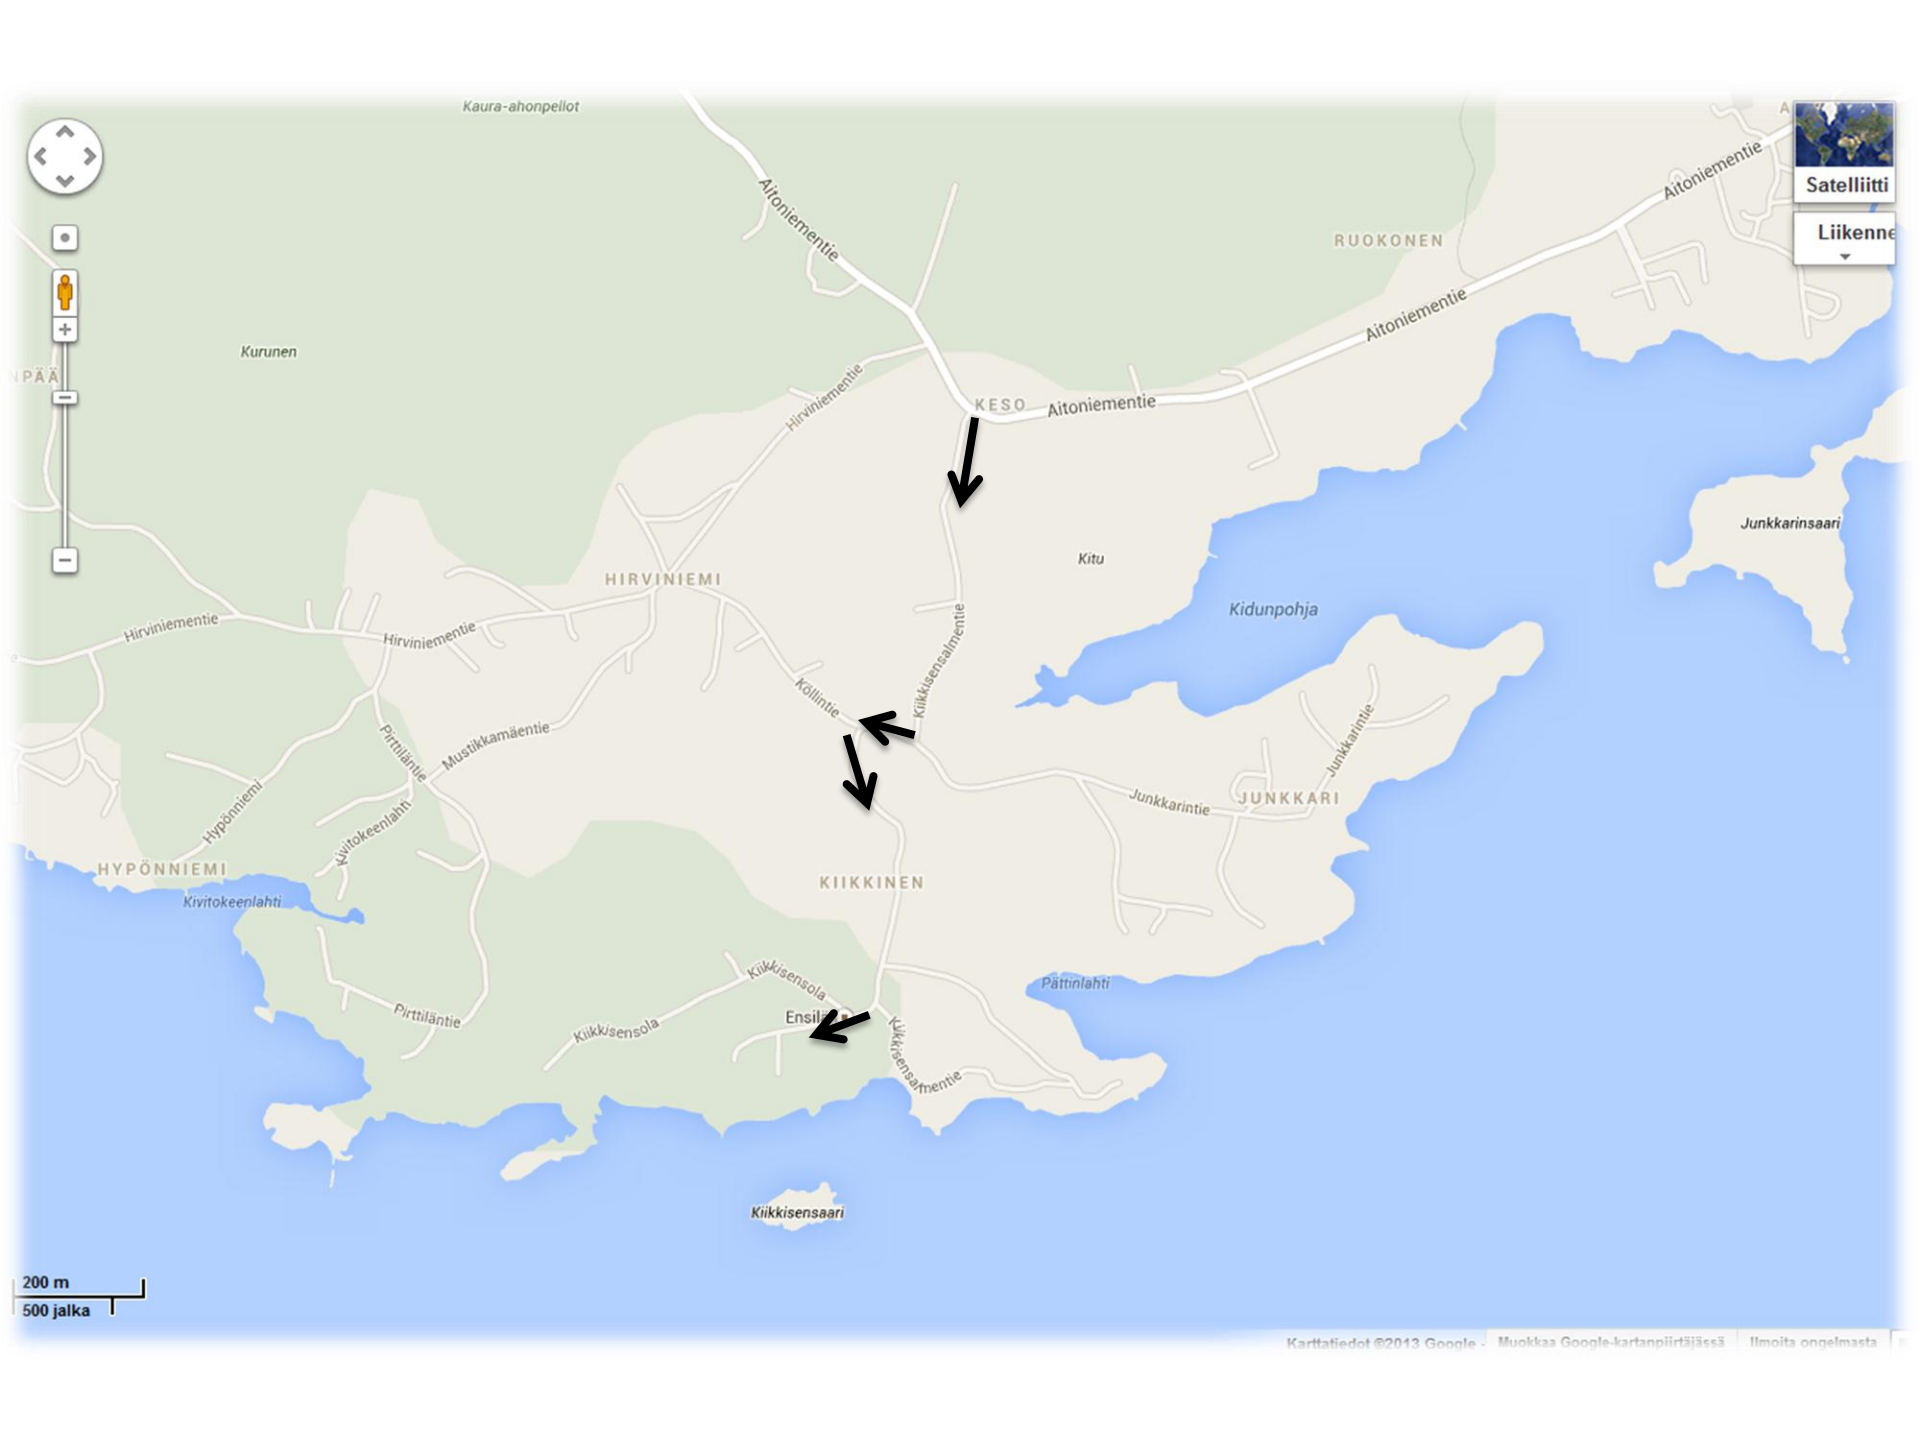 Kaura-ahonpellot
A
Satelliitti
Liikenne
Aitoniementie
Aitoniementie
RUOKONEN
Aitoniementie
Kurunen
NPÄÄ
Hirviniementie
KESO
Aitoniementie
Junkkarinsaari
Kitu
HIRVINIEMI
Kidunpohja
Hirviniementie
Hirviniementie
Kiikkisensalmentie
Köllintie
Pirttiläntie
Mustikkamäentie
Junkkarintie
Junkkarintie
JUNKKARI
Hypönniemi
Kivitokeenlahti
HYPÖNNIEMI
KIIKKINEN
Kivitokeenlahti
Kiikkisensola
Pättinlahti
Pirttiläntie
Kiikkisensola
Kiikkisensalmentie
Kiikkisensaari
200 m
500 jalka
Karttatiedot ©2013 Google - Muokkaa Google-kartanpiirtäjässä Ilmoita ongelmasta